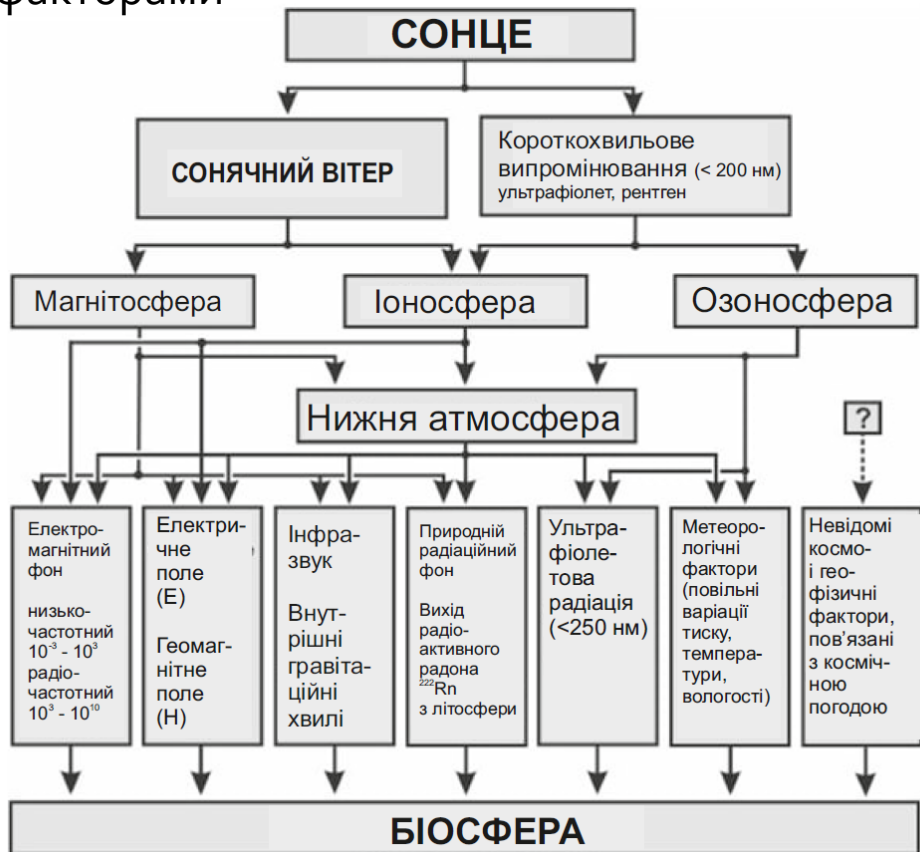 факторами
СОНЦЕ
СОНЯЧНИЙ ВІТЕР
Короткохвильове
випромінювання (< 200 нм)
ультрафіолет, рентген
Магнітосфера
Іоносфера
Озоносфера
Нижня атмосфера
?
Електро-
магнітний
фон
низько-
частотний
10⁻³ - 10³
радіо-
частотний
10³ - 10¹⁰
Електри-
чне
поле
(Е)
Геомаг-
нітне
поле
(Н)
Інфра-
звук
Внут-
рішні
гравіта-
ційні
хвилі
Природній
радіаційний
фон
Вихід
радіо-
активного
радона
²²²Rn
з літосфери
Ультра-
фіоле-
това
радіація
(<250 нм)
Метеоро-
логічні
фактори
(повільні
варіації
тиску,
темпера-
тури,
вологості)
Невідомі
космо-
і гео-
фізичні
фактори,
пов’язані
з косміч-
ною
погодою
БІОСФЕРА